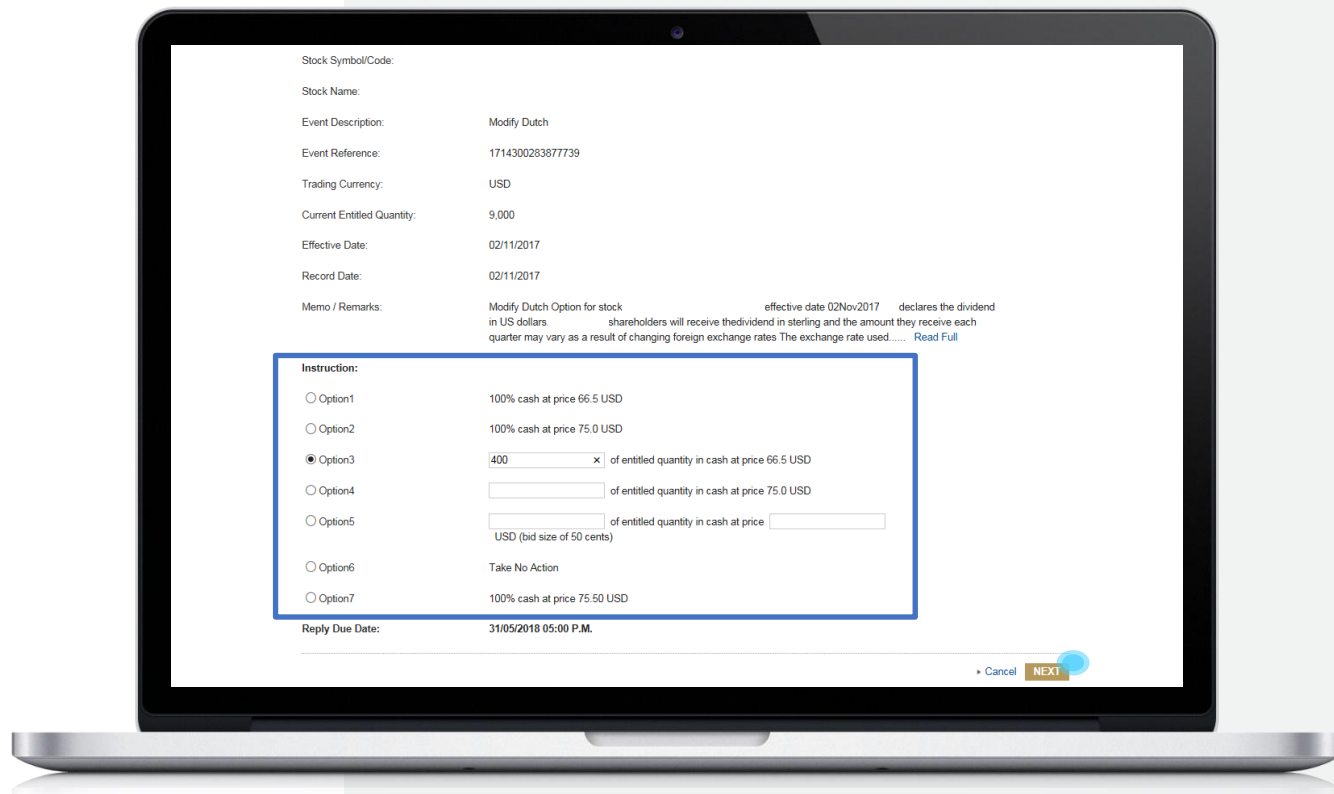 Stock Symbol/Code:
Stock Name:
Event Description: Modify Dutch
Event Reference: 1714300283877739
Trading Currency: USD
Current Entitled Quantity: 9,000
Effective Date: 02/11/2017
Record Date: 02/11/2017
Memo / Remarks: Modify Dutch Option for stock effective date 02Nov2017 declares the dividend
in US dollars. shareholders will receive thedividend in sterling and the amount they receive each
quarter may vary as a result of changing foreign exchange rates The exchange rate used...... Read Full
Instruction:
Option1 100% cash at price 66.5 USD
Option2 100% cash at price 75.0 USD
Option3 400 × of entitled quantity in cash at price 66.5 USD
Option4 of entitled quantity in cash at price 75.0 USD
Option5 of entitled quantity in cash at price
USD (bid size of 50 cents)
Option6 Take No Action
Option7 100% cash at price 75.50 USD
Reply Due Date: 31/05/2018 05:00 P.M.
Cancel NEXT